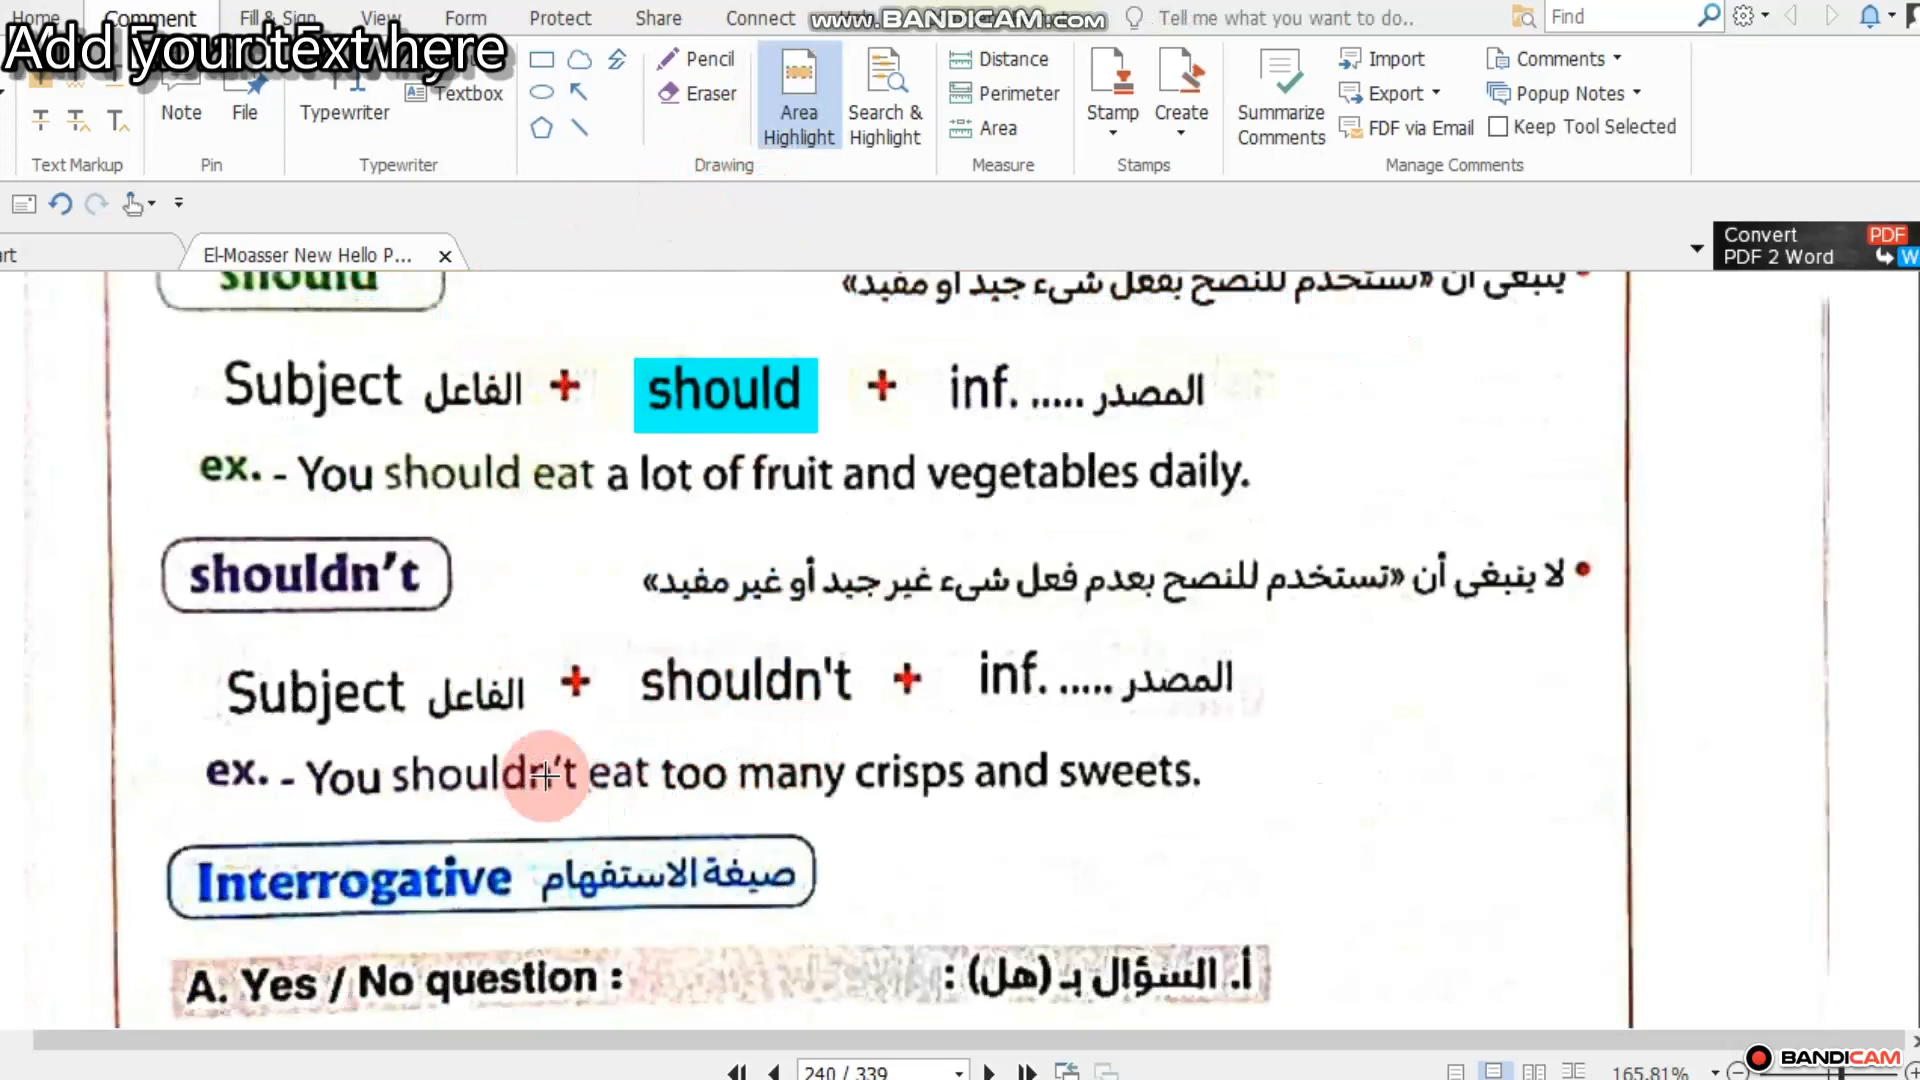 Home Comment Fill & Sign View Form Protect Share Connect Tell me what you want to do.. Find
www.BANDICAM.com
Add your text here
Pencil Distance Import Comments
Textbox Eraser Perimeter Export Popup Notes
Note File Typewriter Area Highlight Search & Highlight Area Stamp Create Summarize Comments FDF via Email Keep Tool Selected
Text Markup Pin Typewriter Drawing Measure Stamps Manage Comments
rt El-Moasser New Hello P... Convert PDF
PDF 2 Word W
should ينبغى أن «تستخدم للنصح بفعل شىء جيد أو مفيد»
Subject الفاعل + should + inf. ..... المصدر
ex. - You should eat a lot of fruit and vegetables daily.
shouldn't • لا ينبغى أن «تستخدم للنصح بعدم فعل شىء غير جيد أو غير مفيد»
Subject الفاعل + shouldn't + inf. ..... المصدر
ex. - You shouldn't eat too many crisps and sweets.
Interrogative صيغة الاستفهام
A. Yes / No question : أ. السؤال بـ (هل) :
240 / 339 165.81%
BANDICAM